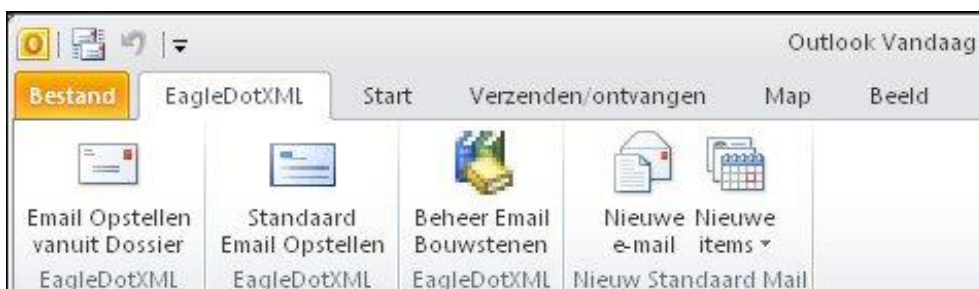 Outlook Vandaag
Bestand EagleDotXML Start Verzenden/ontvangen Map Beeld
Email Opstellen vanuit Dossier
Standaard Email Opstellen
Beheer Email Bouwstenen
Nieuwe e-mail
Nieuwe items
EagleDotXML EagleDotXML EagleDotXML Nieuw Standaard Mail